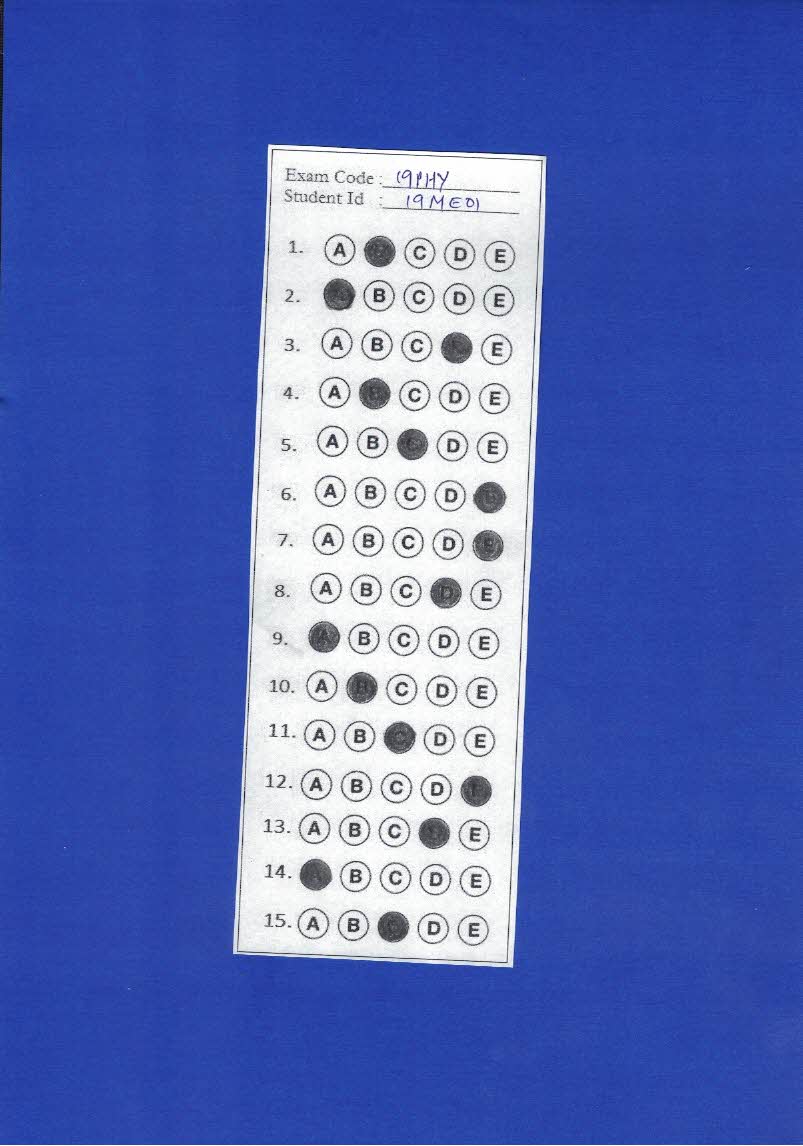 Exam Code : 19PHY
Student Id : 19ME01
1. A B C D E
2. A B C D E
3. A B C D E
4. A B C D E
5. A B C D E
6. A B C D E
7. A B C D E
8. A B C D E
9. A B C D E
10. A B C D E
11. A B C D E
12. A B C D E
13. A B C D E
14. A B C D E
15. A B C D E